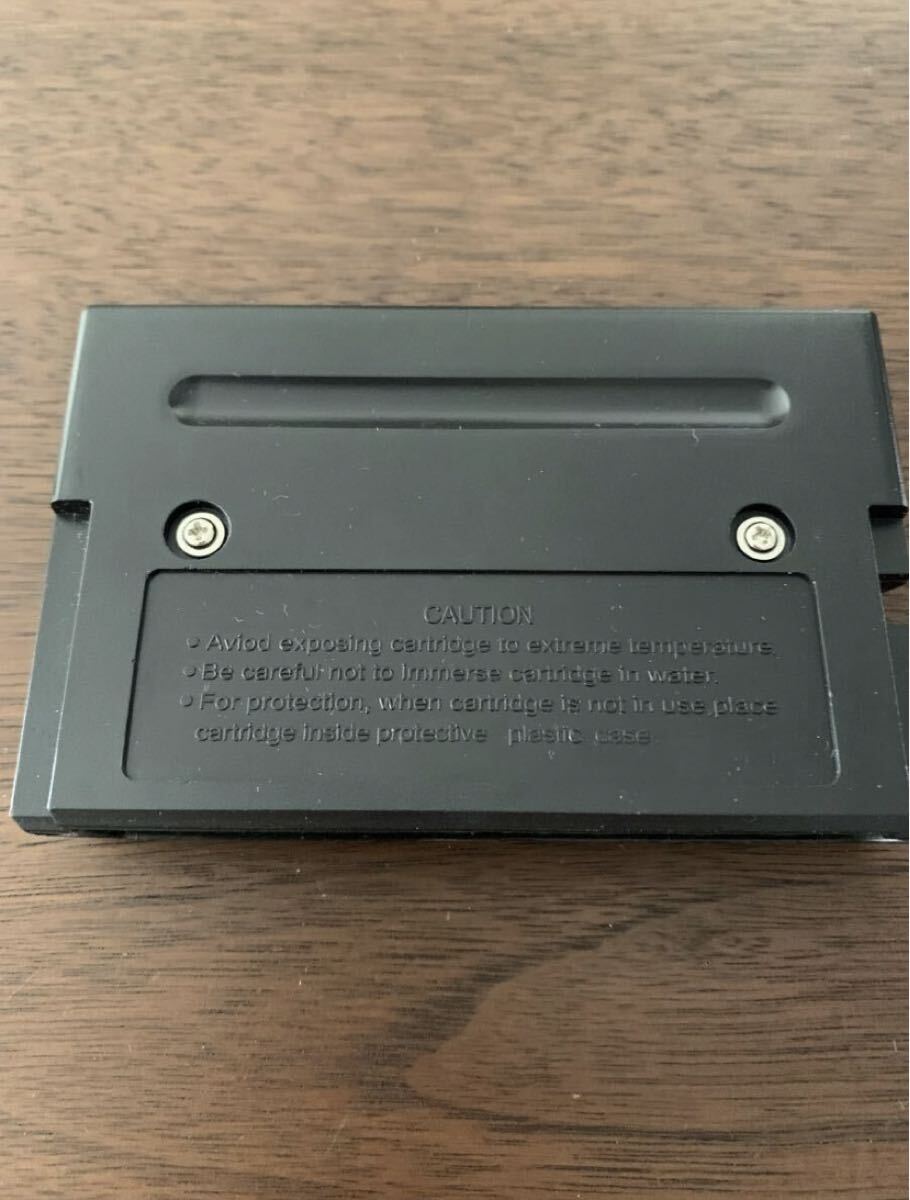 CAUTION
• Aviod exposing cartridge to extreme temperature.
• Be careful not to immerse cartridge in water.
• For protection, when cartridge is not in use,place
cartridge inside protective plastic case.